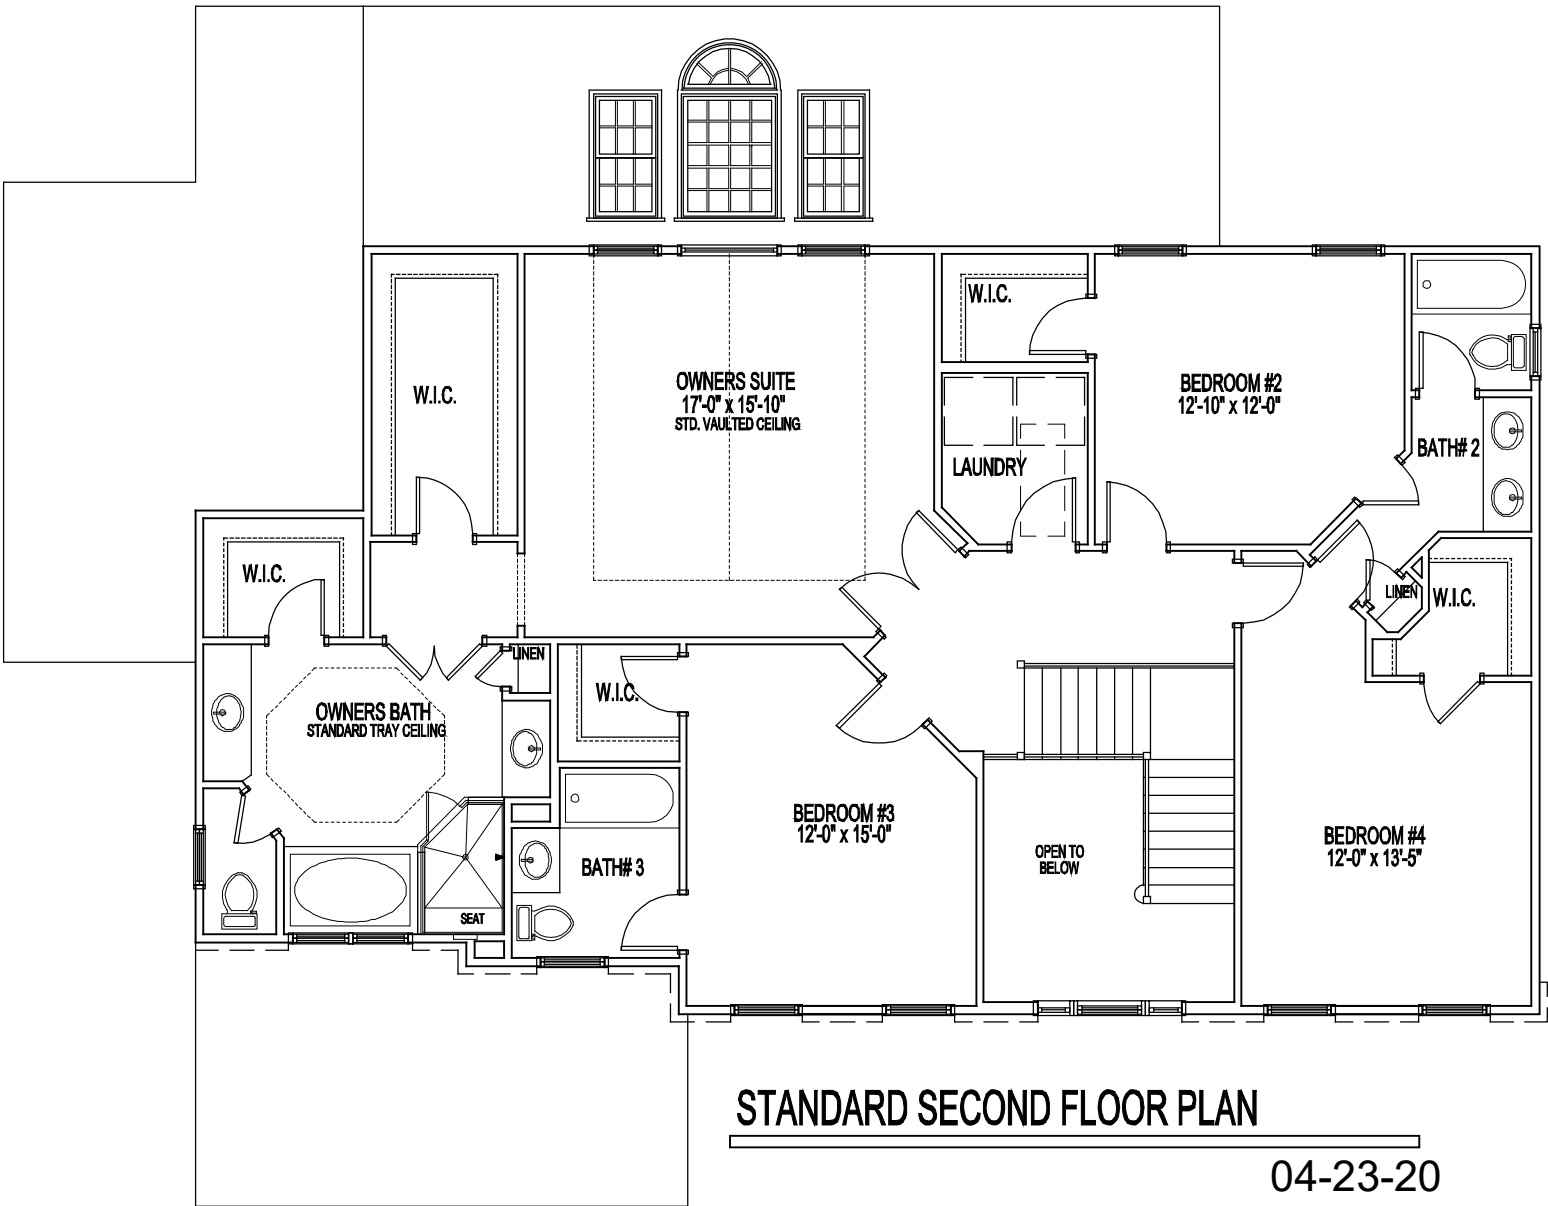 W.I.C.
W.I.C.
OWNERS SUITE
17'-0" x 15'-10"
STD. VAULTED CEILING
BEDROOM #2
12'-10" x 12'-0"
LAUNDRY
BATH# 2
W.I.C.
LINEN
W.I.C.
LINEN
W.I.C.
OWNERS BATH
STANDARD TRAY CEILING
BEDROOM #3
12'-0" x 15'-0"
BEDROOM #4
12'-0" x 13'-5"
OPEN TO
BELOW
BATH# 3
SEAT
STANDARD SECOND FLOOR PLAN
04-23-20